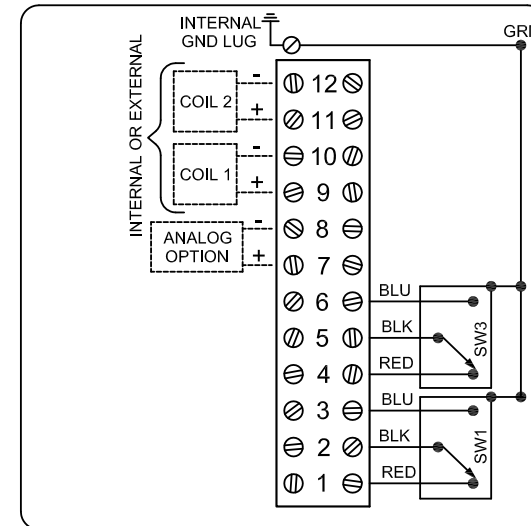 INTERNAL
GND LUG
INTERNAL OR EXTERNAL
COIL 2
- 
+
COIL 1
-
+
ANALOG
OPTION
-
+
12
11
10
9
8
7
6
5
4
3
2
1
BLU
BLK
RED
SW3
BLU
BLK
RED
SW1